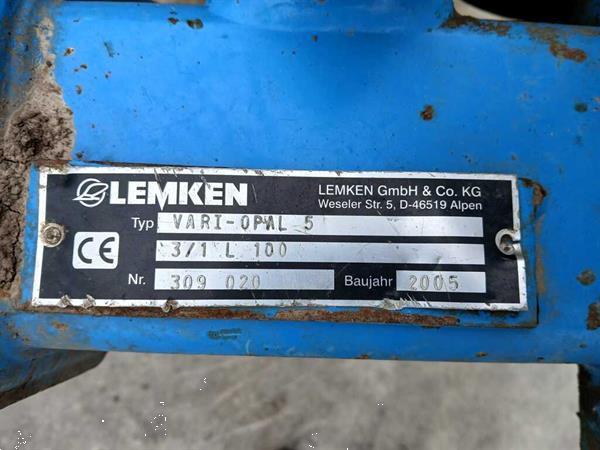 LEMKEN
LEMKEN GmbH & Co. KG
Weseler Str. 5, D-46519 Alpen
Typ VARI-OPAL 5
3/1 L 100
CE
Nr. 309 020 Baujahr 2005